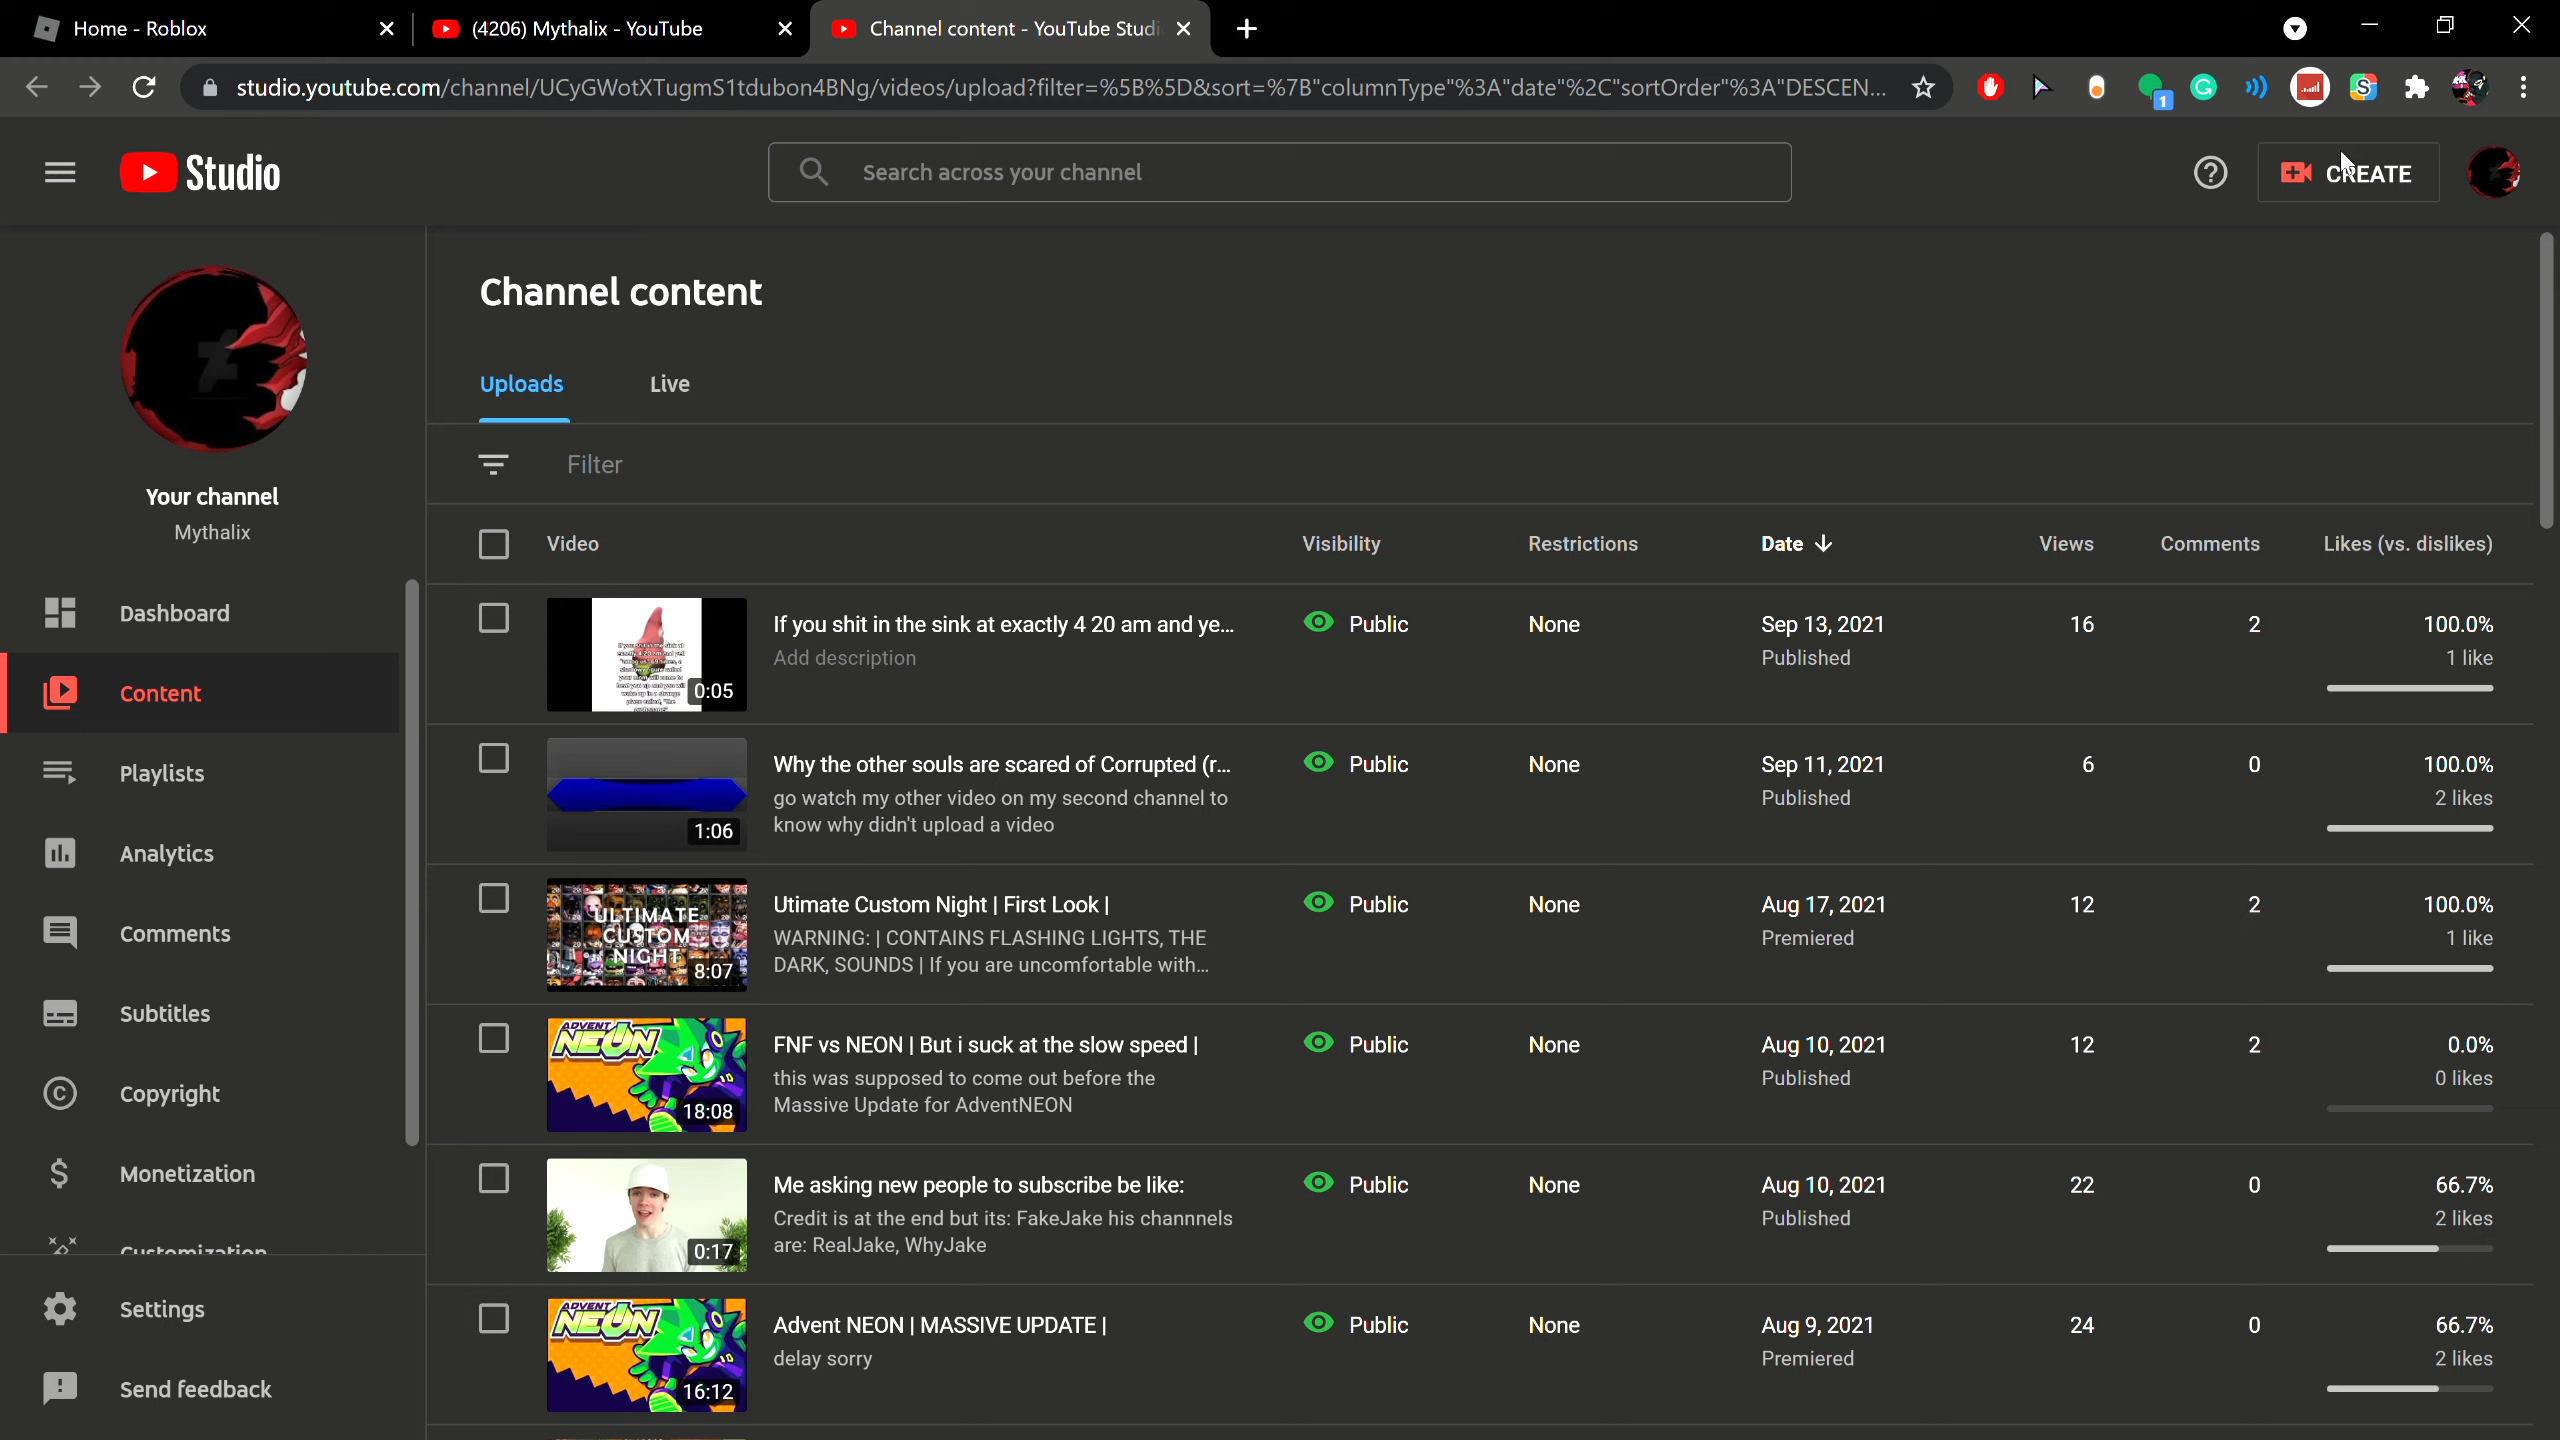 Home - Roblox
(4206) Mythalix - YouTube
Channel content - YouTube Studi
studio.youtube.com/channel/UCyGWotXTugmS1tdubon4BNg/videos/upload?filter=%5B%5D&sort=%7B"columnType"%3A"date"%2C"sortOrder"%3A"DESCEN...
1
Studio
Search across your channel
CREATE
Your channel
Mythalix
Dashboard
Content
Playlists
Analytics
Comments
Subtitles
Copyright
Monetization
Customization
Settings
Send feedback
Channel content
Uploads
Live
Filter
Video Visibility Restrictions Date Views Comments Likes (vs. dislikes)
0:05
If you shit in the sink at exactly 4 20 am and ye... Public None Sep 13, 2021 16 2 100.0%
Add description Published 1 like
Why the other souls are scared of Corrupted (r... Public None Sep 11, 2021 6 0 100.0%
go watch my other video on my second channel to Published 2 likes
know why didn't upload a video
1:06
Utimate Custom Night | First Look | Public None Aug 17, 2021 12 2 100.0%
WARNING: | CONTAINS FLASHING LIGHTS, THE Premiered 1 like
DARK, SOUNDS | If you are uncomfortable with...
ULTIMATE
CUSTOM
NIGHT
8:07
FNF vs NEON | But i suck at the slow speed | Public None Aug 10, 2021 12 2 0.0%
this was supposed to come out before the Published 0 likes
Massive Update for AdventNEON
ADVENT
NEON
18:08
Me asking new people to subscribe be like: Public None Aug 10, 2021 22 0 66.7%
Credit is at the end but its: FakeJake his channnels Published 2 likes
are: RealJake, WhyJake
0:17
Advent NEON | MASSIVE UPDATE | Public None Aug 9, 2021 24 0 66.7%
delay sorry Premiered 2 likes
ADVENT
NEON
16:12